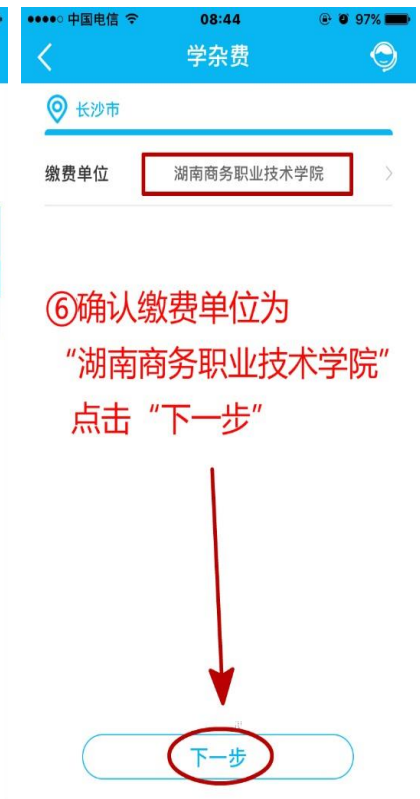 中国电信 08:44 97%
学杂费
长沙市
缴费单位 湖南商务职业技术学院
⑥确认缴费单位为
“湖南商务职业技术学院”
点击“下一步”
下一步